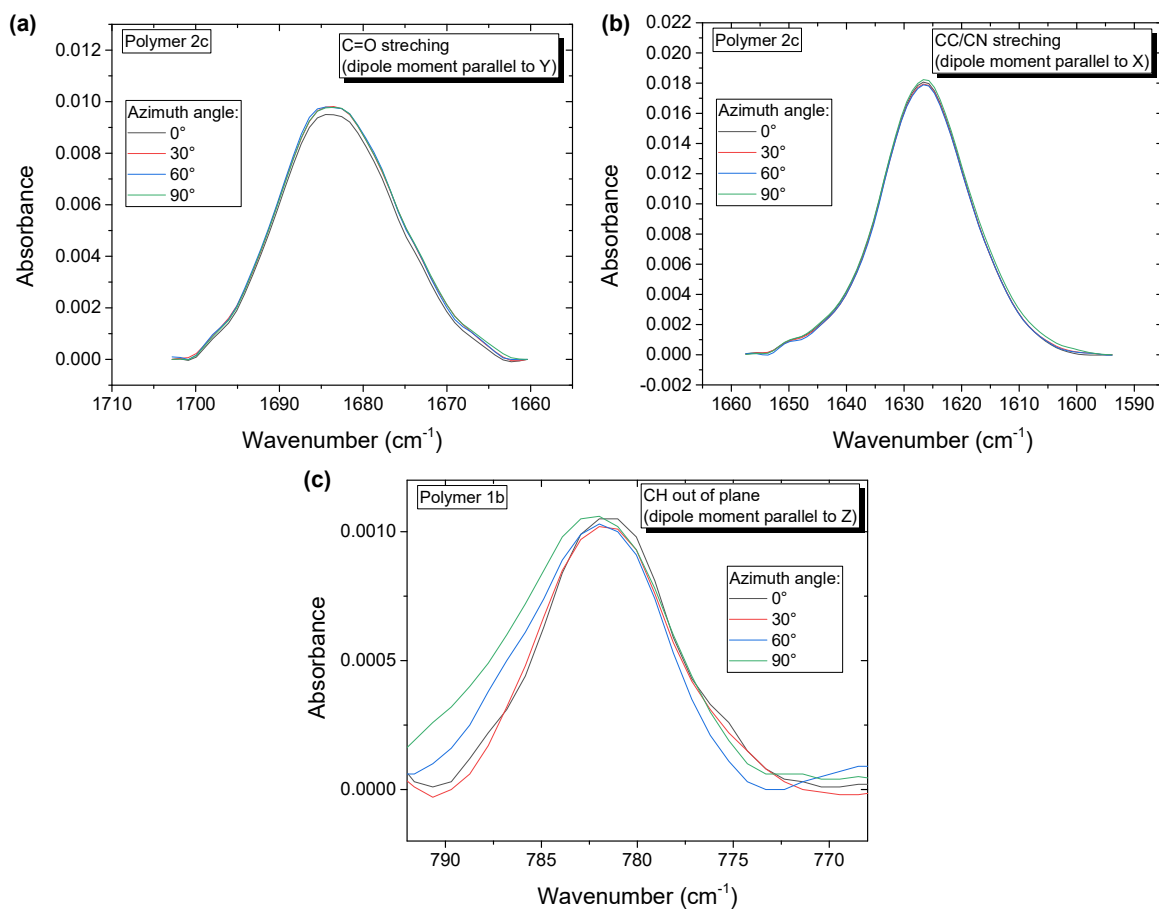 (a)
Polymer 2c
C=O streching
(dipole moment parallel to Y)
Azimuth angle:
0°
30°
60°
90°
0.012
0.010
0.008
0.006
0.004
0.002
0.000
Absorbance
1710
1700
1690
1680
1670
1660
Wavenumber (cm⁻¹)
(b)
Polymer 2c
CC/CN streching
(dipole moment parallel to X)
Azimuth angle:
0°
30°
60°
90°
0.022
0.020
0.018
0.016
0.014
0.012
0.010
0.008
0.006
0.004
0.002
0.000
-0.002
Absorbance
1660
1650
1640
1630
1620
1610
1600
1590
Wavenumber (cm⁻¹)
(c)
Polymer 1b
CH out of plane
(dipole moment parallel to Z)
Azimuth angle:
0°
30°
60°
90°
0.0010
0.0005
0.0000
Absorbance
790
785
780
775
770
Wavenumber (cm⁻¹)